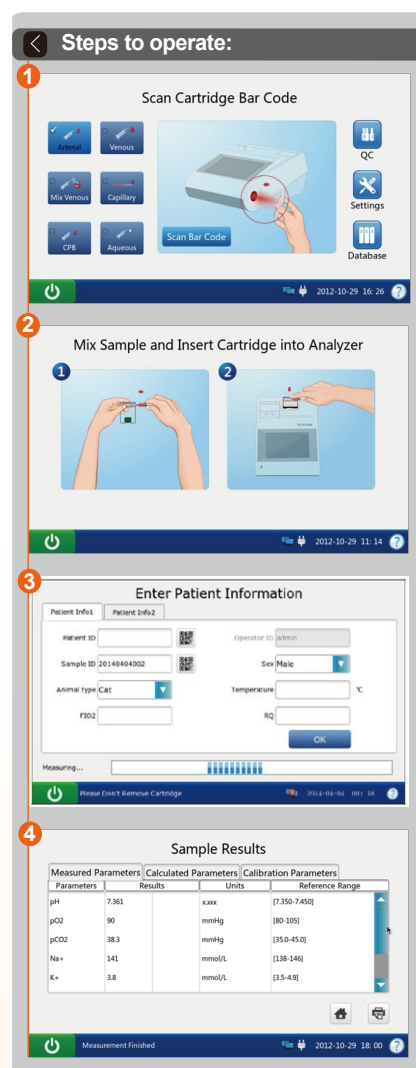 Steps to operate:
1
Scan Cartridge Bar Code
Arterial Venous
QC
Mix Venous Capillary
Settings
Scan Bar Code
CPB Aqueous
Database
2012-10-29 16: 26 ?
2
Mix Sample and Insert Cartridge into Analyzer
1 2
2012-10-29 11: 14 ?
3
Enter Patient Information
Patient Info1 Patient Info2
Patient ID Operator ID admin
Sample ID 20140404002 Sex Male
Animal type Cat Temperature ℃
FIO2 RQ
OK
Measuring...
Please Don't Remove Cartridge 2014-04-04 09: 18 ?
4
Sample Results
Measured Parameters Calculated Parameters Calibration Parameters
Parameters Results Units Reference Range
pH 7.361 x.xxx [7.350-7.450]
pO2 90 mmHg [80-105]
pCO2 38.3 mmHg [35.0-45.0]
Na+ 141 mmol/L [138-146]
K+ 3.8 mmol/L [3.5-4.9]
Measurement Finished 2012-10-29 18: 00 ?